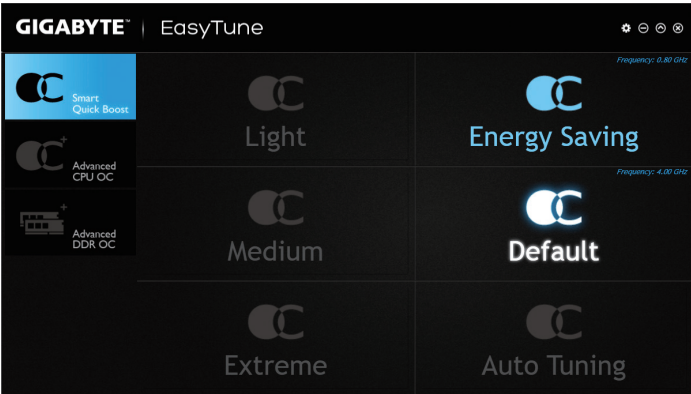 GIGABYTE™ | EasyTune
Smart
Quick Boost
Advanced
CPU OC
Advanced
DDR OC
Light
Frequency: 0.80 GHz
Energy Saving
Medium
Frequency: 4.00 GHz
Default
Extreme
Auto Tuning